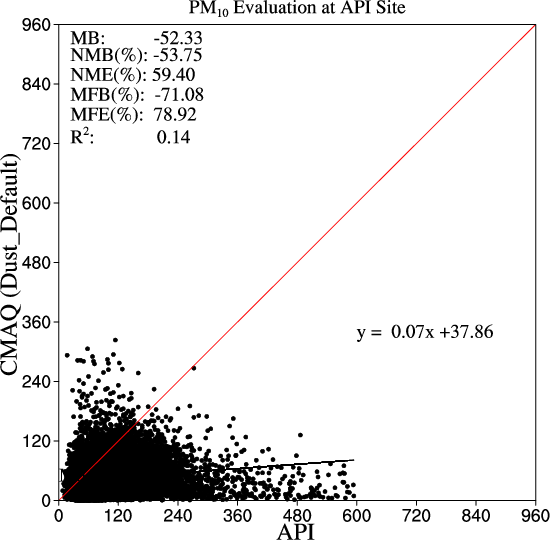 PM10 Evaluation at API Site
MB: -52.33
NMB(%): -53.75
NME(%): 59.40
MFB(%): -71.08
MFE(%): 78.92
R2: 0.14
y = 0.07x +37.86
CMAQ (Dust_Default)
960
840
720
600
480
360
240
120
0
0 120 240 360 480 600 720 840 960
API